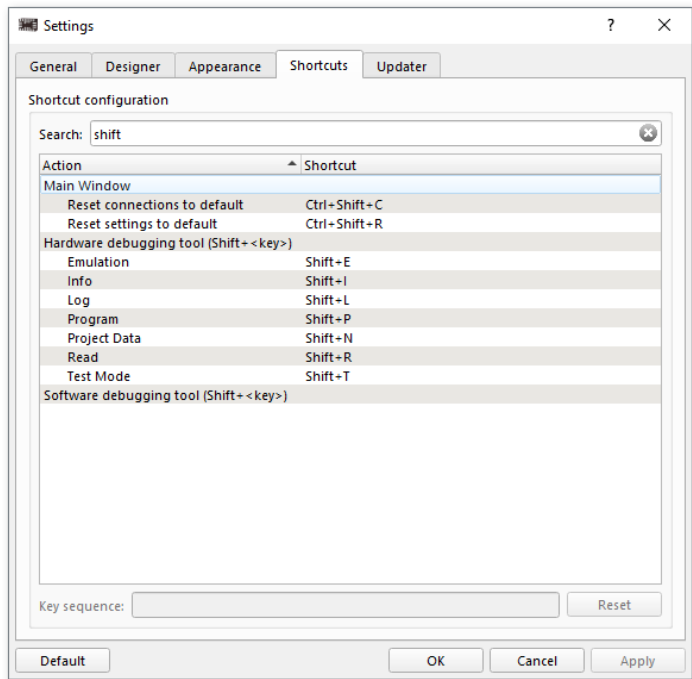 Settings
?
General Designer Appearance Shortcuts Updater
Shortcut configuration
Search: shift
Action Shortcut
Main Window
Reset connections to default Ctrl+Shift+C
Reset settings to default Ctrl+Shift+R
Hardware debugging tool (Shift+<key>)
Emulation Shift+E
Info Shift+I
Log Shift+L
Program Shift+P
Project Data Shift+N
Read Shift+R
Test Mode Shift+T
Software debugging tool (Shift+<key>)
Key sequence: Reset
Default OK Cancel Apply